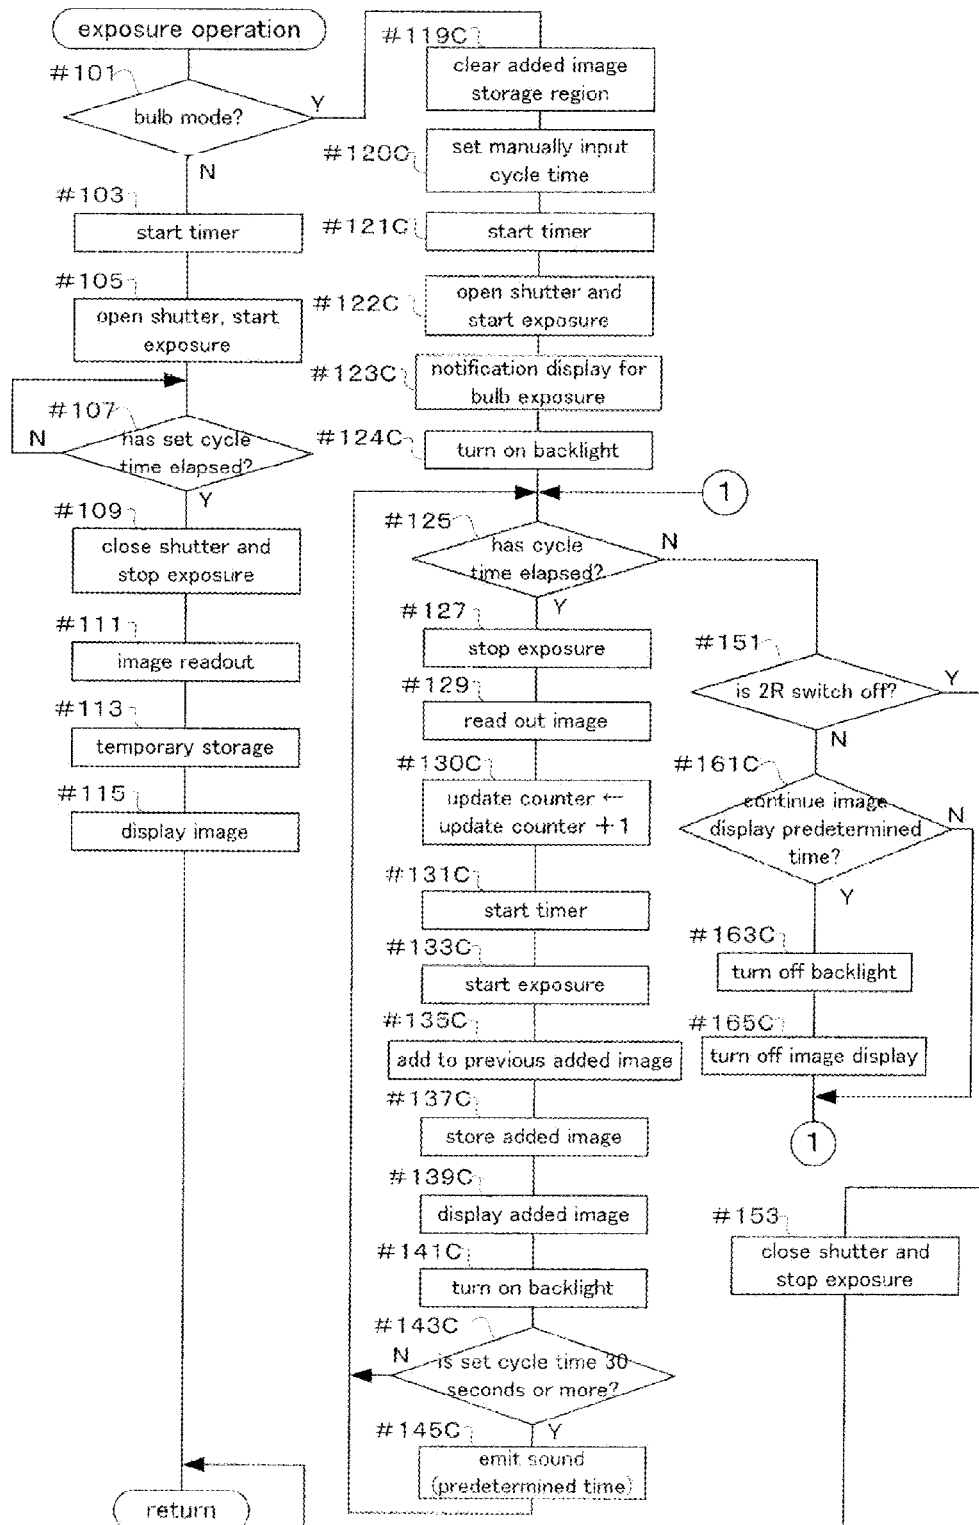 exposure operation
#101
bulb mode?
Y
N
#103
start timer
#105
open shutter, start
exposure
#107
N
has set cycle
time elapsed?
Y
#109
close shutter and
stop exposure
#111
image readout
#113
temporary storage
#115
display image
return
#119C
clear added image
storage region
#120C
set manually input
cycle time
#121C
start timer
#122C
open shutter and
start exposure
#123C
notification display for
bulb exposure
#124C
turn on backlight
1
#125
has cycle
time elapsed?
N
Y
#127
stop exposure
#129
read out image
#130C
update counter ←
update counter +1
#131C
start timer
#133C
start exposure
#135C
add to previous added image
#137C
store added image
#139C
display added image
#141C
turn on backlight
#143C
N
is set cycle time 30
seconds or more?
Y
#145C
emit sound
(predetermined time)
#151
is 2R switch off?
Y
N
#161C
continue image
display predetermined
time?
N
Y
#163C
turn off backlight
#165C
turn off image display
1
#153
close shutter and
stop exposure